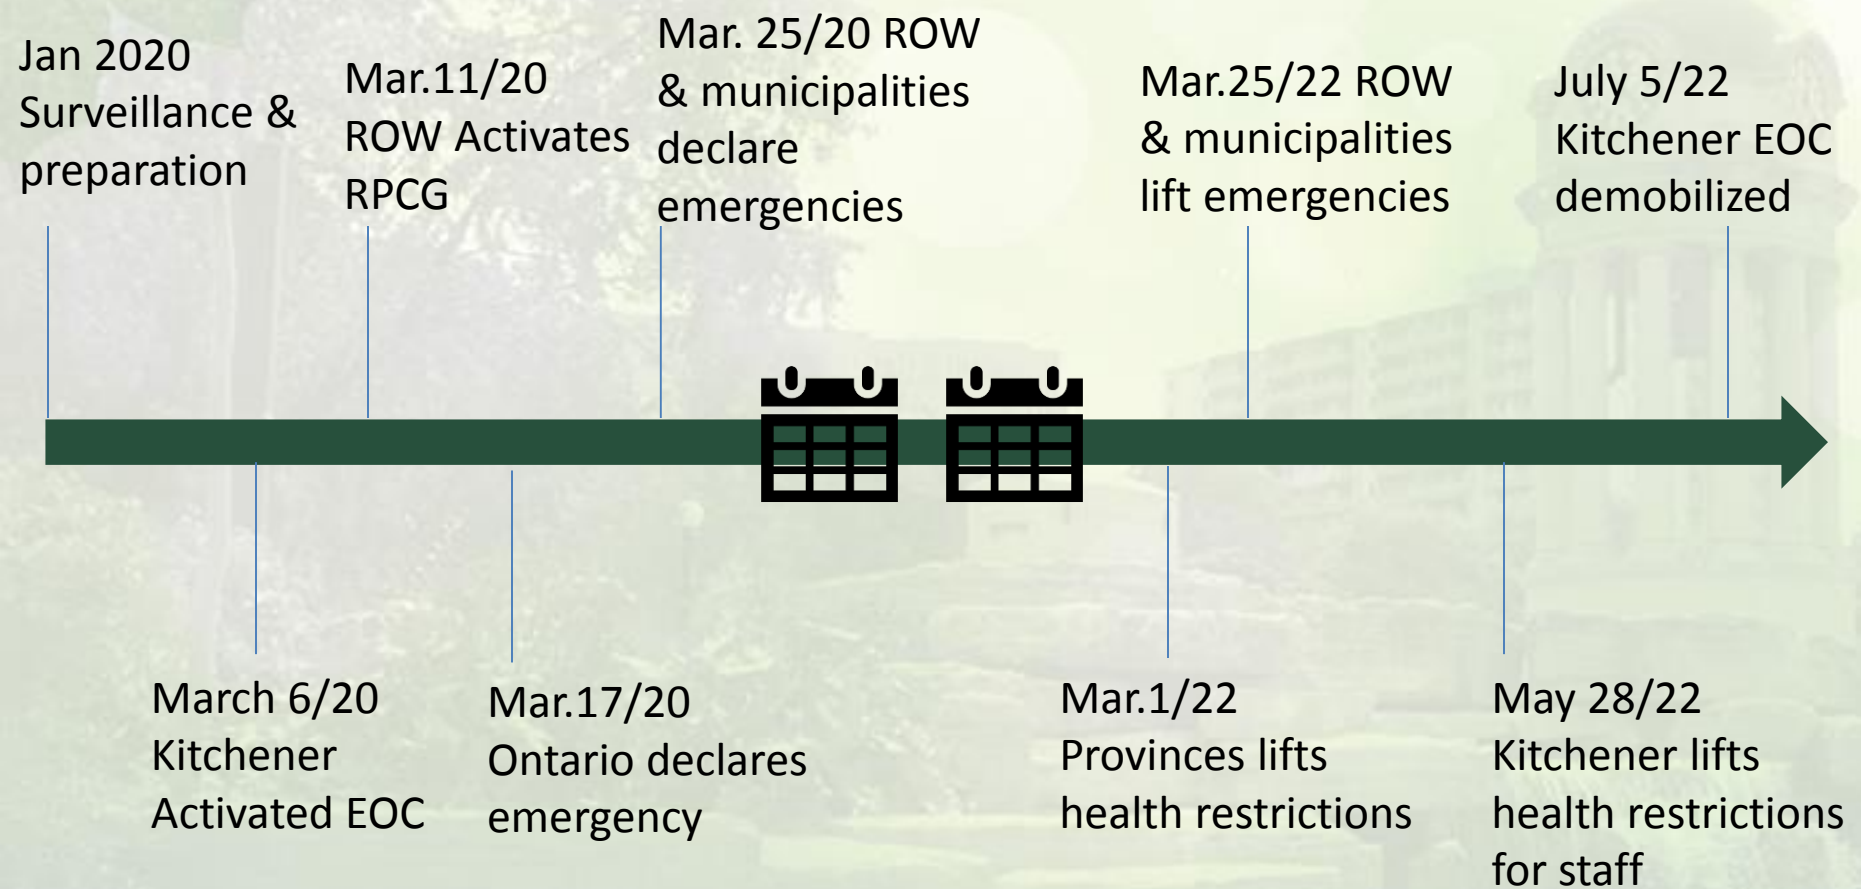 Jan 2020
Surveillance &
preparation
Mar.11/20
ROW Activates
RPCG
Mar. 25/20 ROW
& municipalities
declare
emergencies
Mar.25/22 ROW
& municipalities
lift emergencies
July 5/22
Kitchener EOC
demobilized
March 6/20
Kitchener
Activated EOC
Mar.17/20
Ontario declares
emergency
Mar.1/22
Provinces lifts
health restrictions
May 28/22
Kitchener lifts
health restrictions
for staff